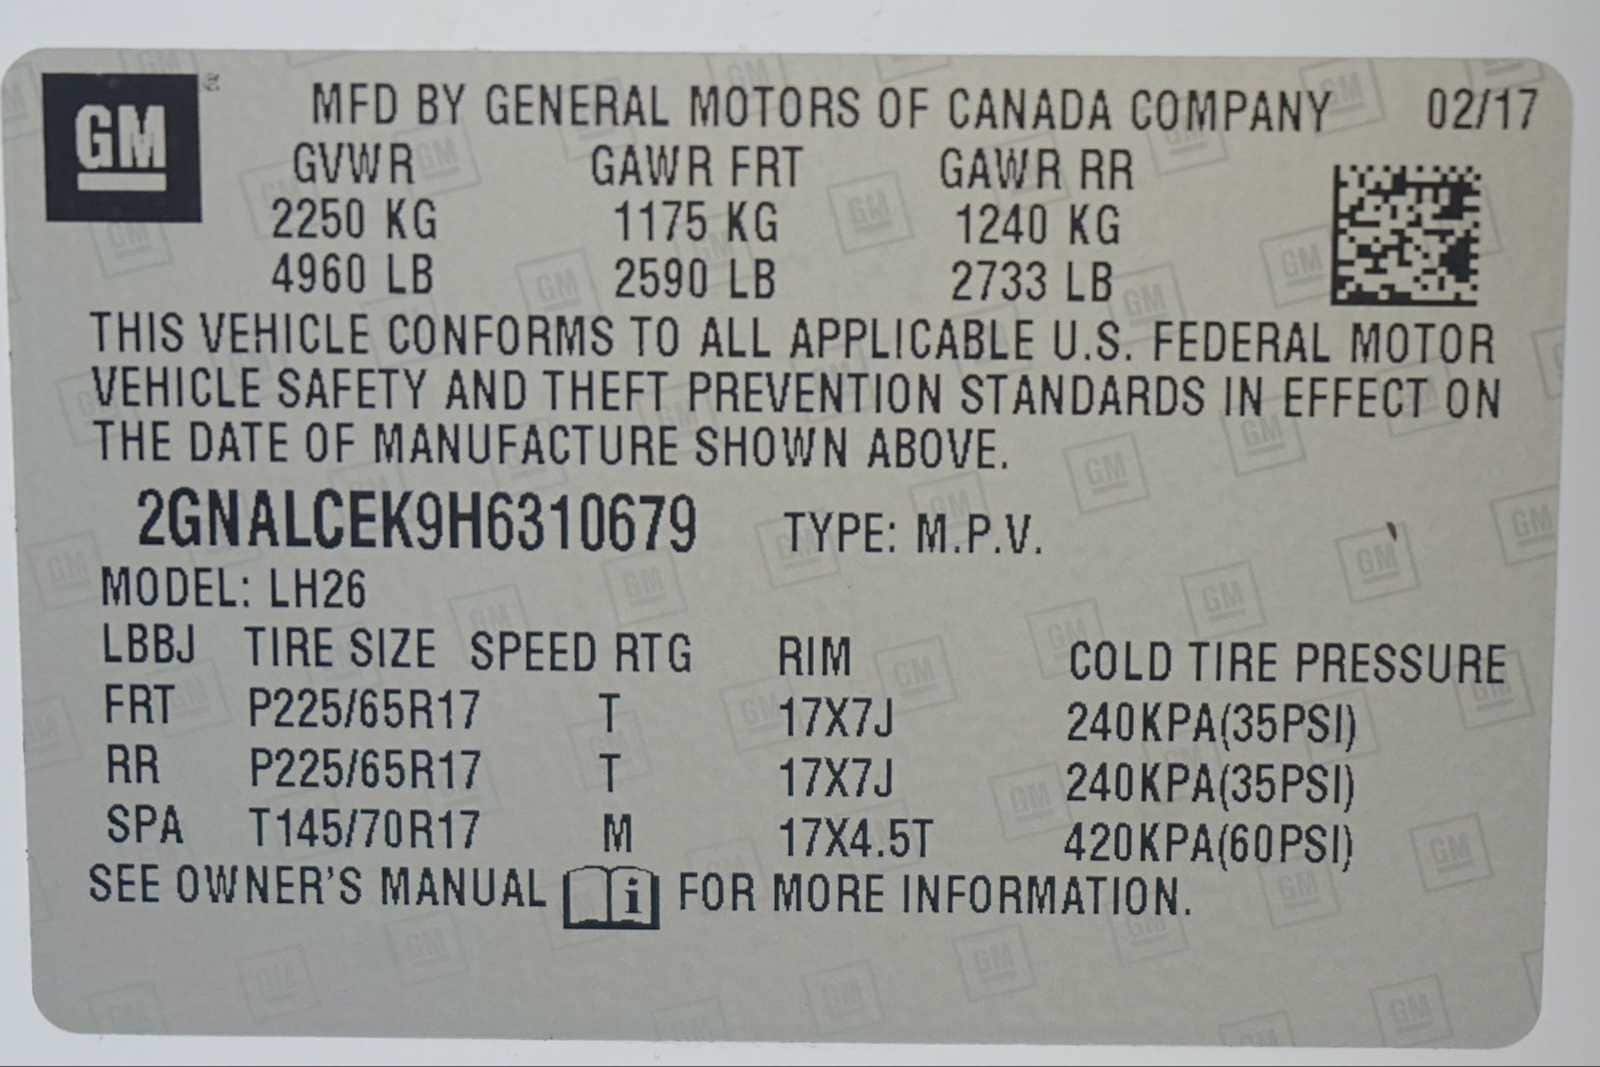 GM
MFD BY GENERAL MOTORS OF CANADA COMPANY 02/17
GVWR GAWR FRT GAWR RR
2250 KG 1175 KG 1240 KG
4960 LB 2590 LB 2733 LB
THIS VEHICLE CONFORMS TO ALL APPLICABLE U.S. FEDERAL MOTOR
VEHICLE SAFETY AND THEFT PREVENTION STANDARDS IN EFFECT ON
THE DATE OF MANUFACTURE SHOWN ABOVE.
2GNALCEK9H6310679 TYPE: M.P.V.
MODEL: LH26
LBBJ TIRE SIZE SPEED RTG RIM COLD TIRE PRESSURE
FRT P225/65R17 T 17X7J 240KPA(35PSI)
RR P225/65R17 T 17X7J 240KPA(35PSI)
SPA T145/70R17 M 17X4.5T 420KPA(60PSI)
SEE OWNER'S MANUAL i FOR MORE INFORMATION.